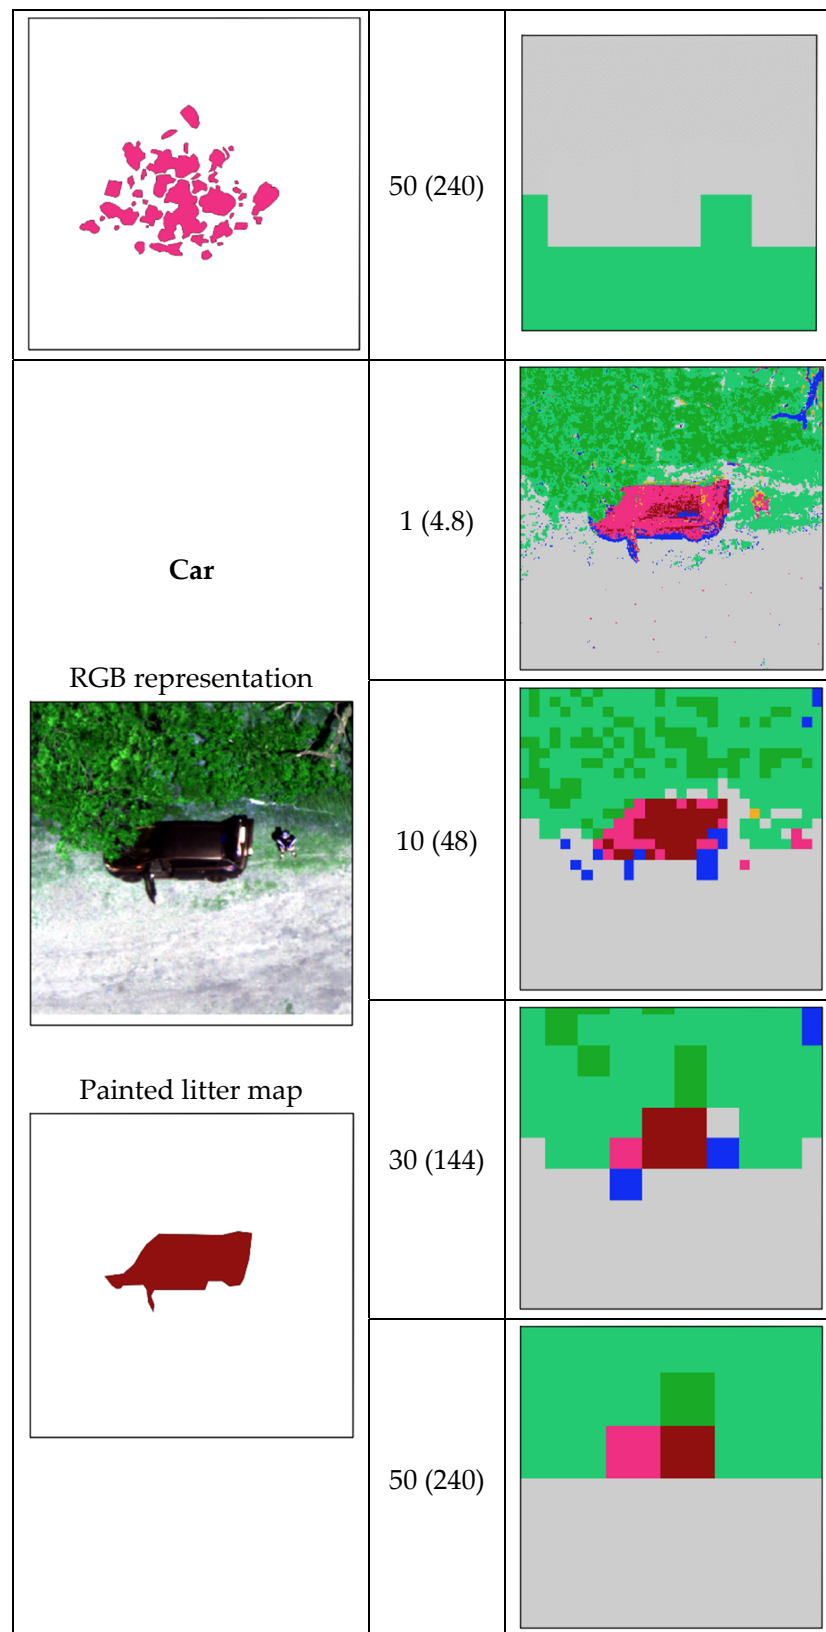 50 (240)
Car
1 (4.8)
RGB representation
10 (48)
Painted litter map
30 (144)
50 (240)